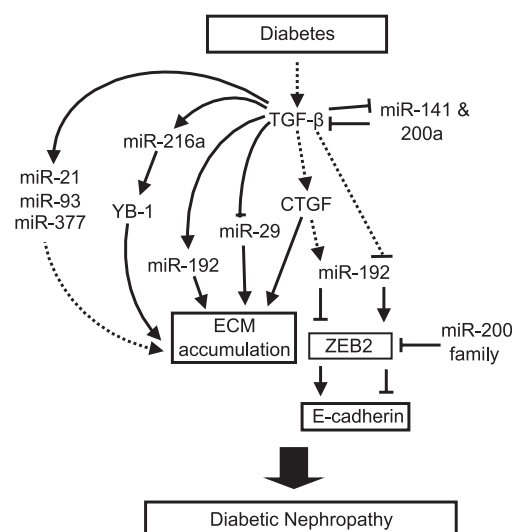 Diabetes
TGF-β
miR-141 &
200a
miR-216a
miR-21
miR-93
miR-377
YB-1
CTGF
miR-29
miR-192
miR-192
ECM
accumulation
ZEB2
miR-200
family
E-cadherin
Diabetic Nephropathy